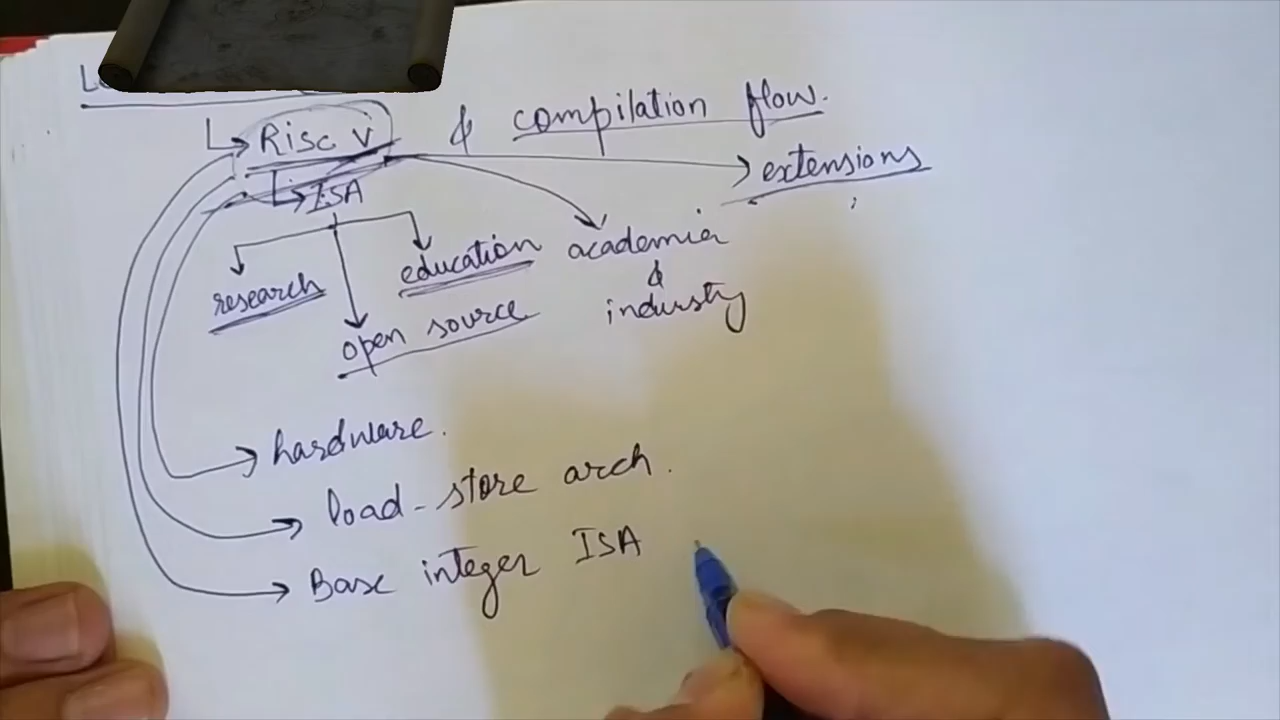 Risc v & compilation flow.
extensions
ISA
research
education
open source
academia
&
industry
hardware.
load-store arch.
Base integer ISA